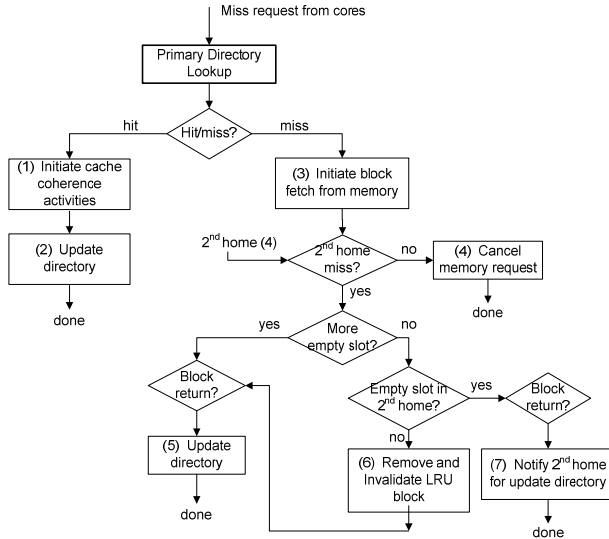 Miss request from cores
Primary Directory
Lookup
Hit/miss?
hit
miss
(1) Initiate cache
coherence
activities
(2) Update
directory
done
(3) Initiate block
fetch from memory
2nd home (4)
2nd home
miss?
no
(4) Cancel
memory request
done
yes
More
empty slot?
yes
no
Block
return?
(5) Update
directory
done
Empty slot in
2nd home?
yes
no
(6) Remove and
Invalidate LRU
block
Block
return?
(7) Notify 2nd home
for update directory
done